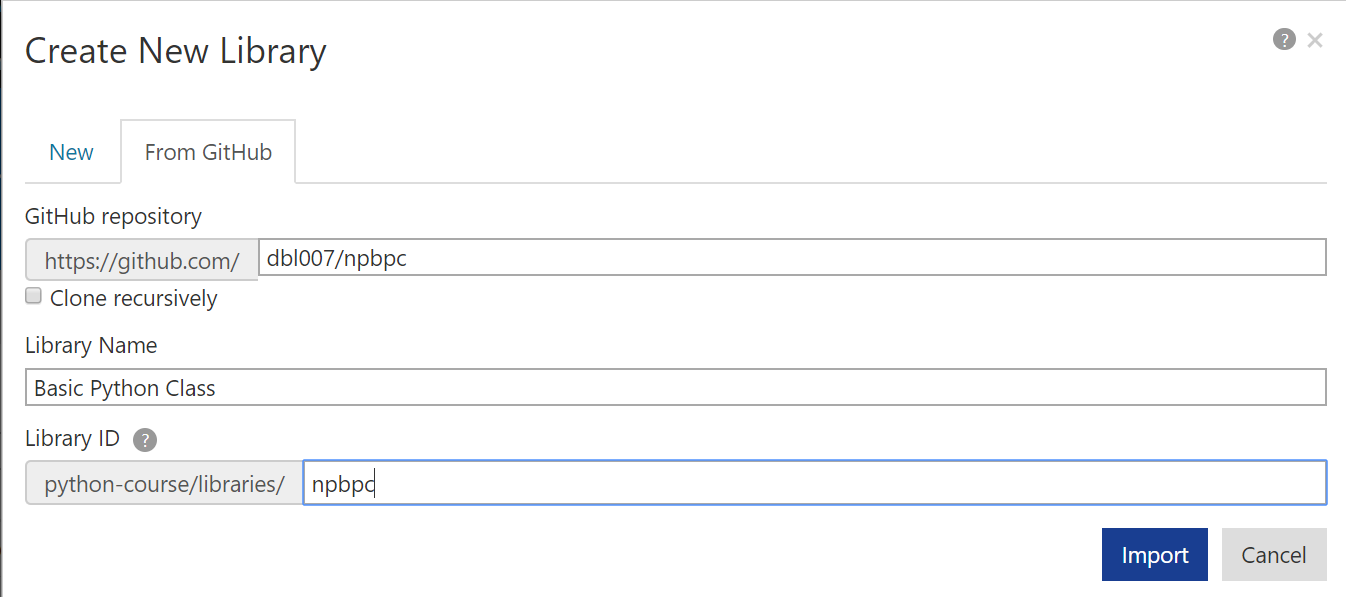 Create New Library
? ×
New From GitHub
GitHub repository
https://github.com/ dbl007/npbpc
Clone recursively
Library Name
Basic Python Class
Library ID ?
python-course/libraries/ npbpc
Import Cancel